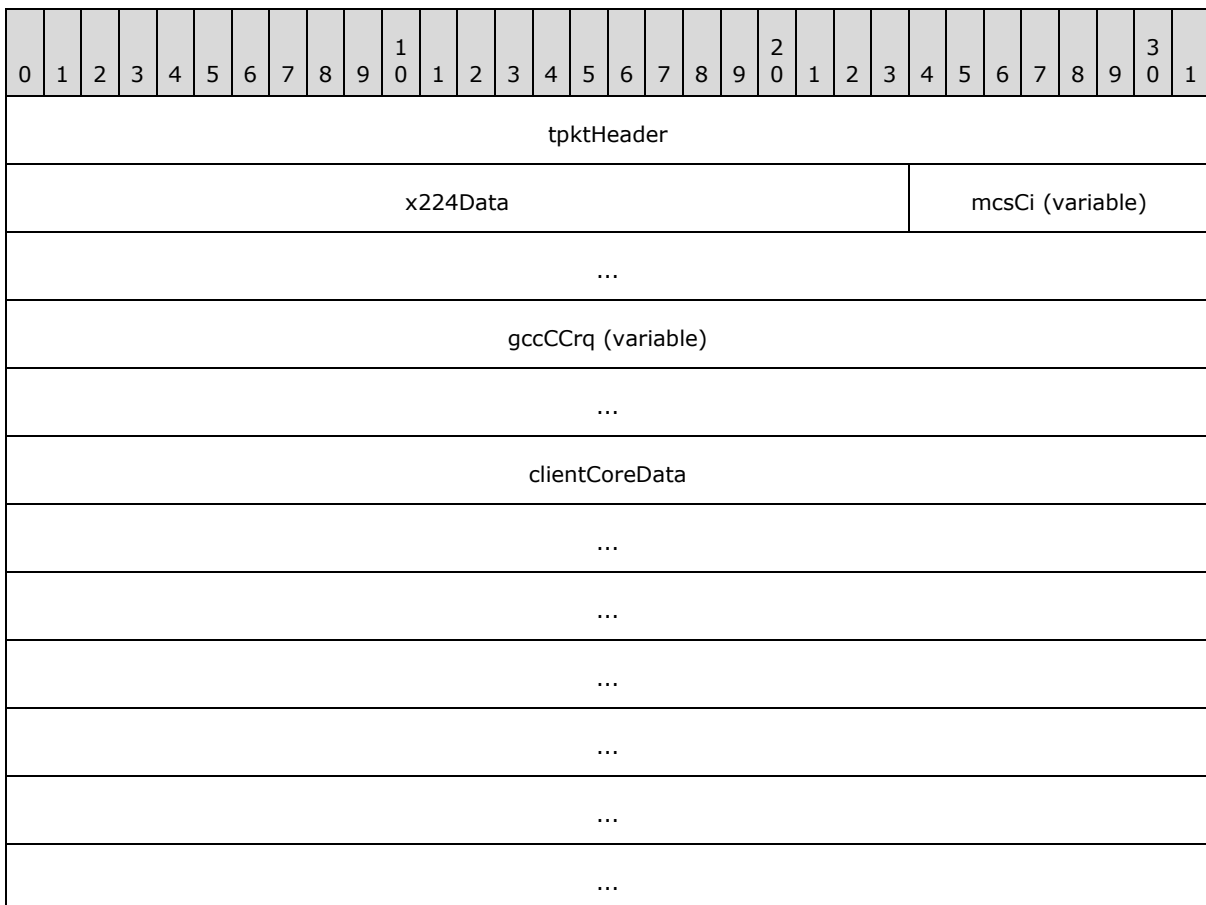 1 2 3
0 1 2 3 4 5 6 7 8 9 0 1 2 3 4 5 6 7 8 9 0 1 2 3 4 5 6 7 8 9 0 1
tpktHeader
x224Data mcsCi (variable)
...
gccCCrq (variable)
...
clientCoreData
...
...
...
...
...
...